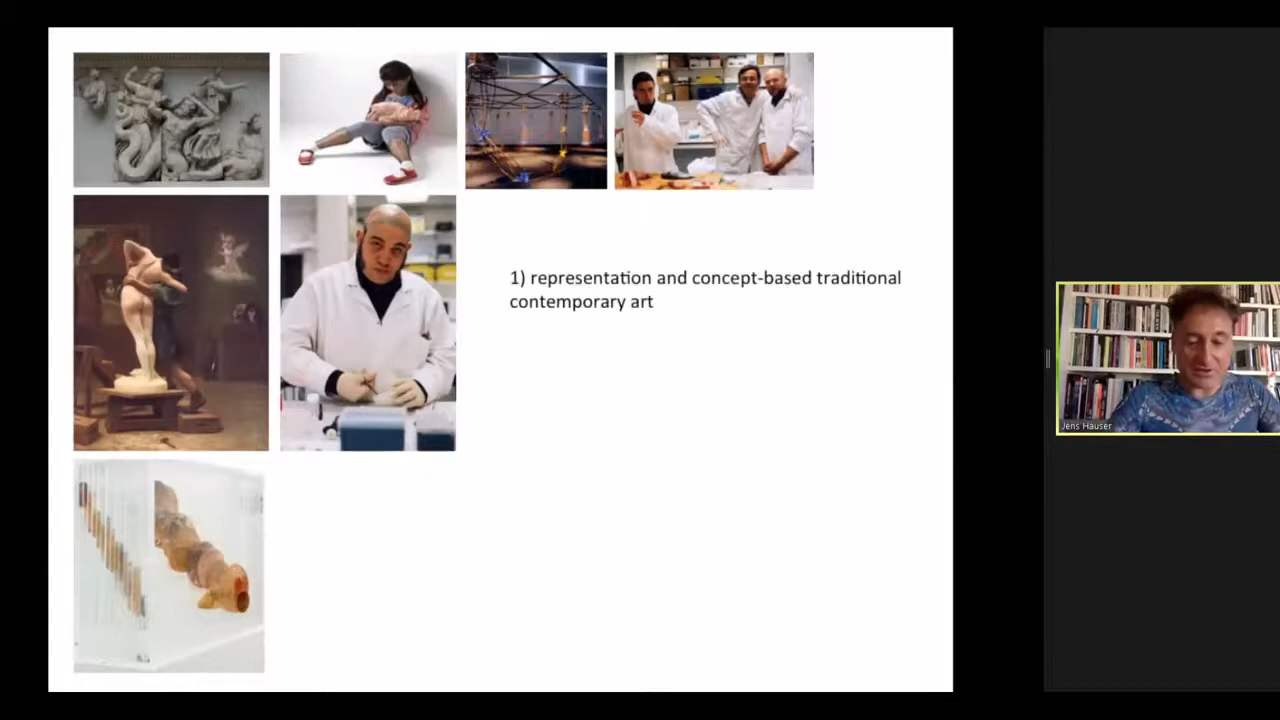 1) representation and concept-based traditional
contemporary art
Jens Hauser